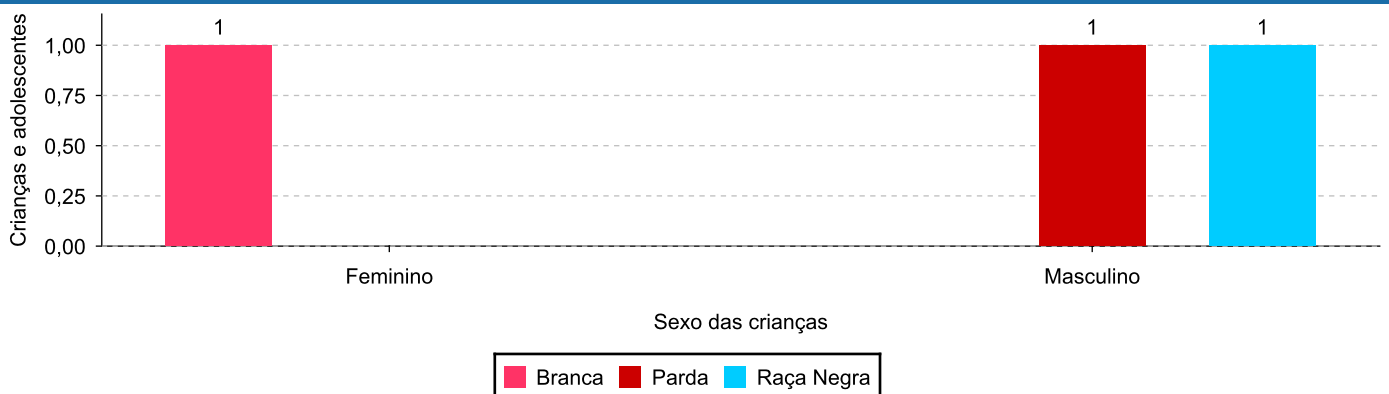 Crianças e adolescentes
1 1 1
1,00
0,75
0,50
0,25
0,00
Feminino Masculino
Sexo das crianças
Branca Parda Raça Negra